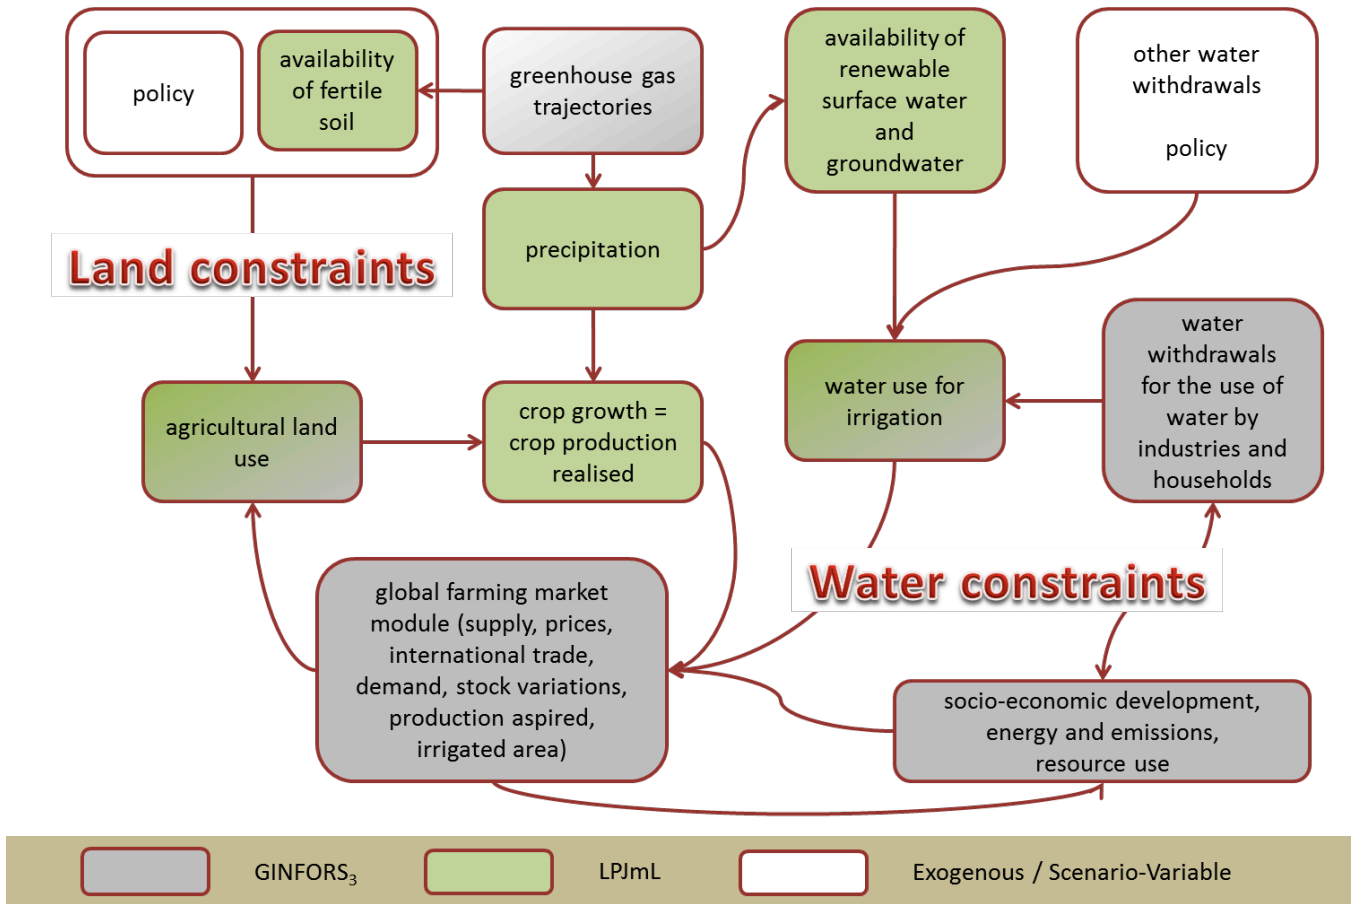 policy
availability
of fertile
soil
greenhouse gas
trajectories
availability of
renewable
surface water
and
groundwater
other water
withdrawals
policy
precipitation
Land constraints
agricultural land
use
crop growth =
crop production
realised
water use for
irrigation
water
withdrawals
for the use of
water by
industries and
households
global farming market
module (supply, prices,
international trade,
demand, stock variations,
production aspired,
irrigated area)
Water constraints
socio-economic development,
energy and emissions,
resource use
GINFORS₃
LPJmL
Exogenous / Scenario-Variable